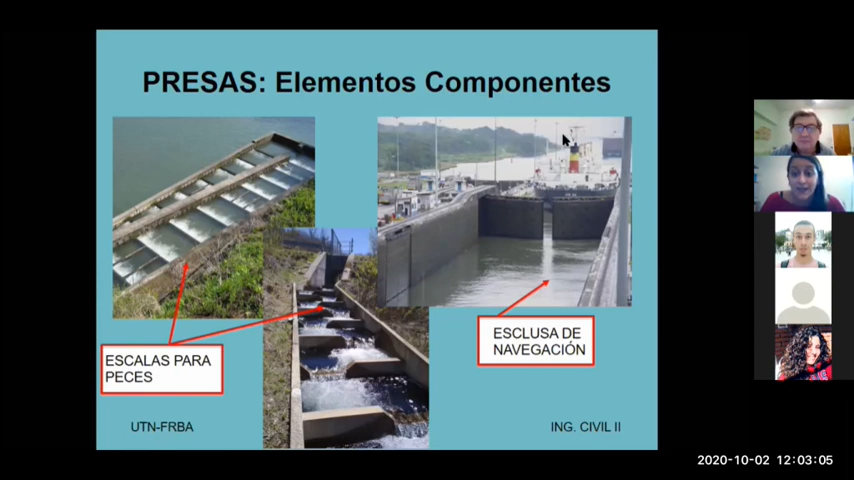 PRESAS: Elementos Componentes
ESCALAS PARA
PECES
ESCLUSA DE
NAVEGACIÓN
UTN-FRBA
ING. CIVIL II
2020-10-02 12:03:05